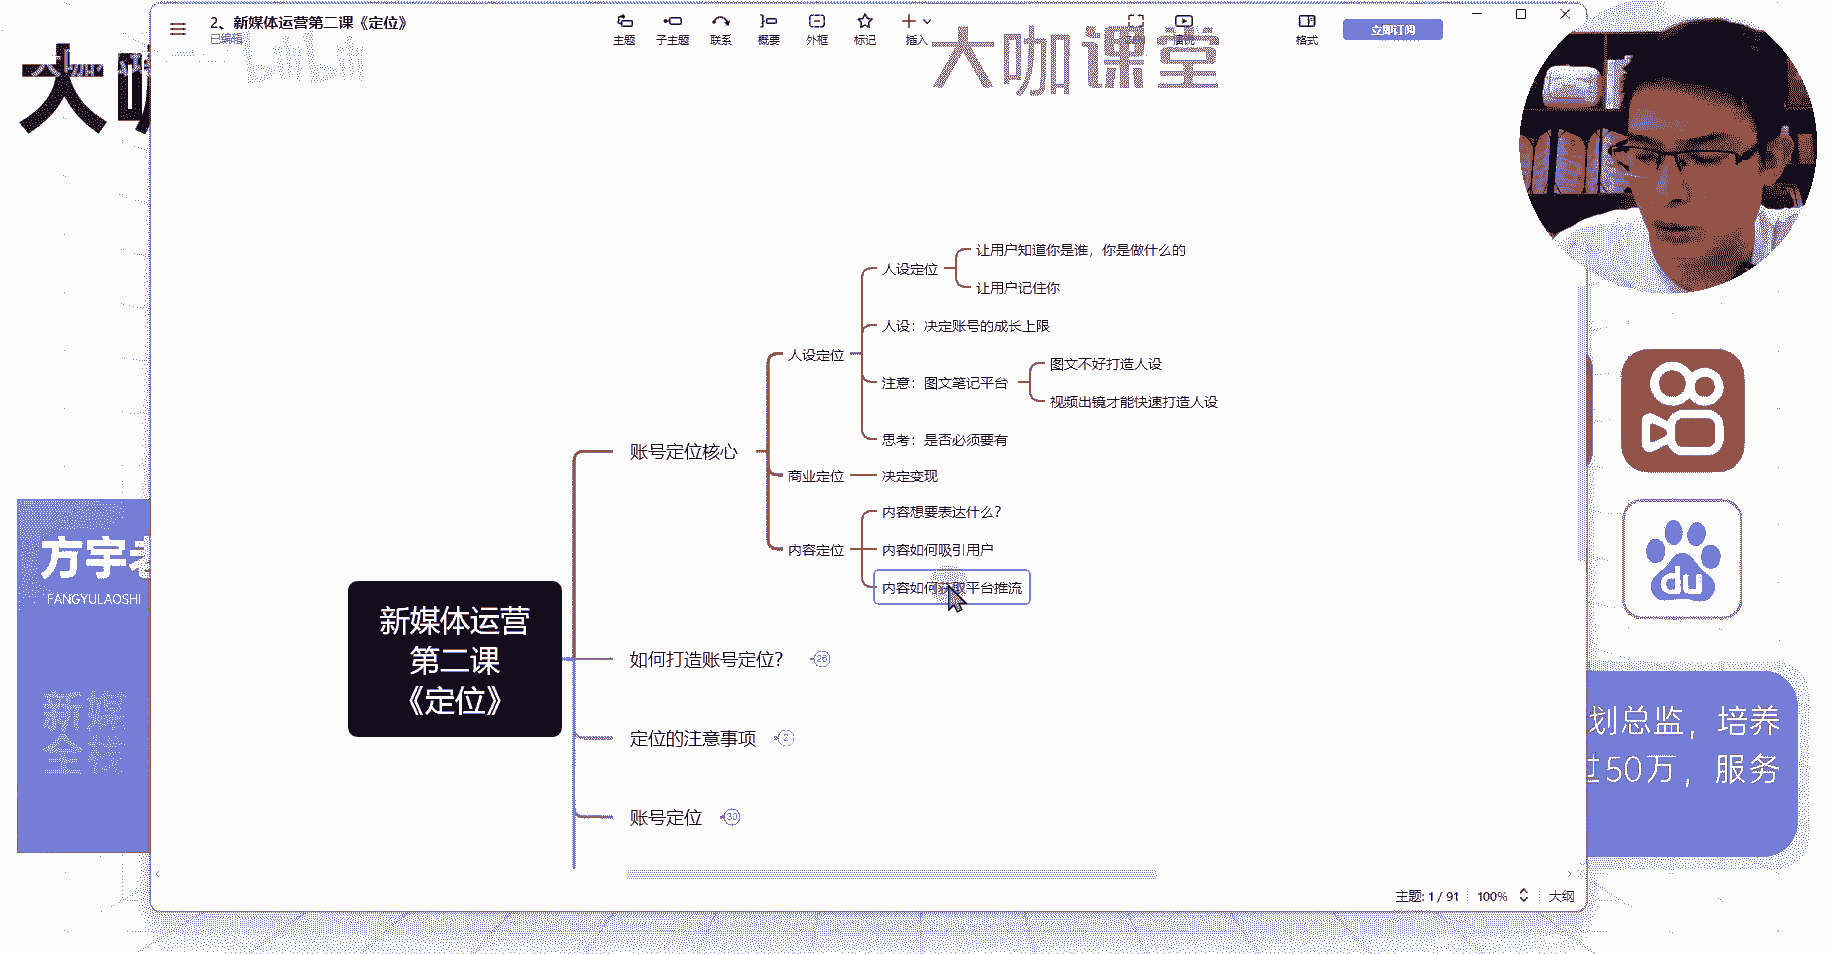 2、新媒体运营第二课《定位》
已编辑
主题
子主题
联系
概要
外框
标记
插入
格式
立即订阅
bilibili
大咖课堂
大咖
让用户知道你是谁，你是做什么的
人设定位
让用户记住你
人设：决定账号的成长上限
人设定位
图文不好打造人设
注意：图文笔记平台
视频出镜才能快速打造人设
思考：是否必须要有
账号定位核心
商业定位
决定变现
内容想要表达什么？
内容定位
内容如何吸引用户
内容如何获取平台推流
新媒体运营
第二课
《定位》
如何打造账号定位？
26
定位的注意事项
2
账号定位
39
方宇老
FANGYULAOSHI
新媒
全栈
du
划总监，培养
过50万，服务
主题: 1 / 91
100%
大纲